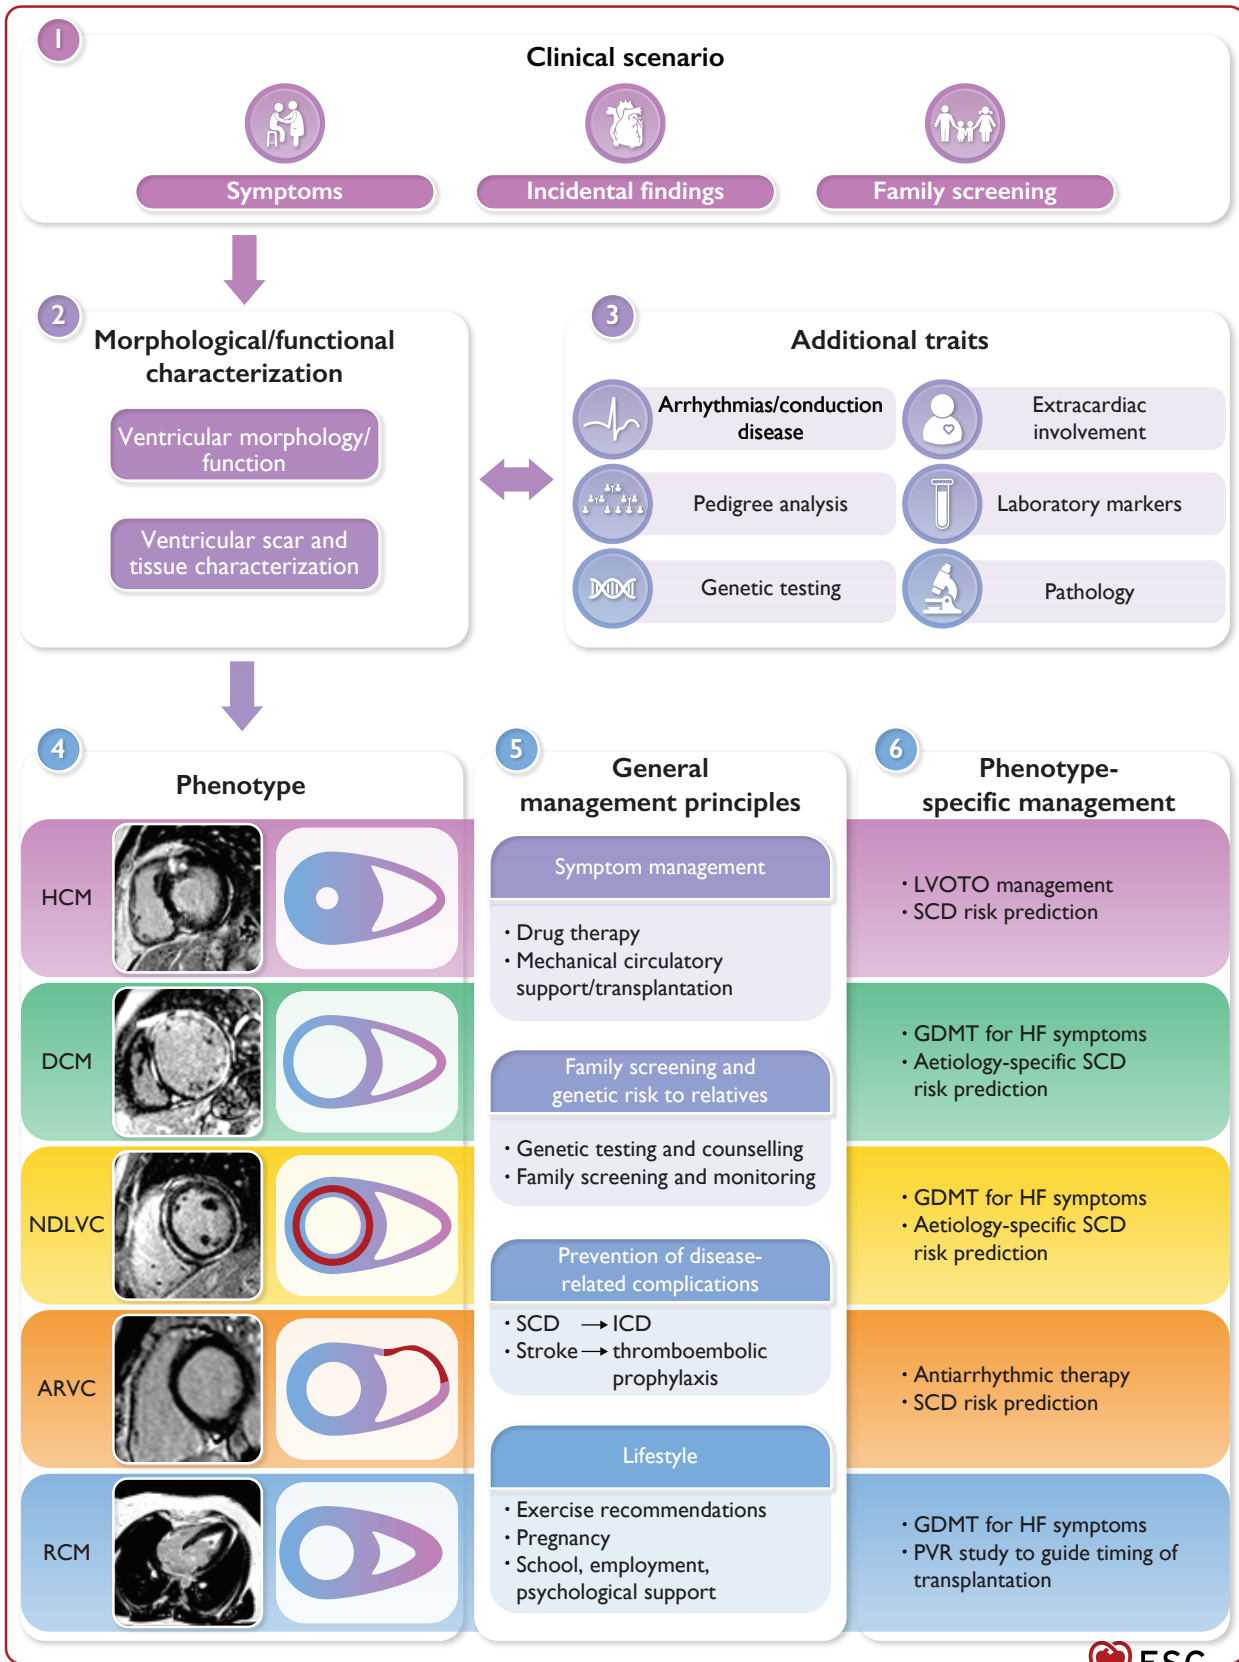 1
Clinical scenario
Symptoms
Incidental findings
Family screening
2
Morphological/functional
characterization
Ventricular morphology/
function
Ventricular scar and
tissue characterization
3
Additional traits
Arrhythmias/conduction
disease
Extracardiac
involvement
Pedigree analysis
Laboratory markers
Genetic testing
Pathology
4
Phenotype
HCM
DCM
NDLVC
ARVC
RCM
5
General
management principles
Symptom management
· Drug therapy
· Mechanical circulatory
support/transplantation
Family screening and
genetic risk to relatives
· Genetic testing and counselling
· Family screening and monitoring
Prevention of disease-
related complications
· SCD → ICD
· Stroke → thromboembolic
prophylaxis
Lifestyle
· Exercise recommendations
· Pregnancy
· School, employment,
psychological support
6
Phenotype-
specific management
· LVOTO management
· SCD risk prediction
· GDMT for HF symptoms
· Aetiology-specific SCD
risk prediction
· GDMT for HF symptoms
· Aetiology-specific SCD
risk prediction
· Antiarrhythmic therapy
· SCD risk prediction
· GDMT for HF symptoms
· PVR study to guide timing of
transplantation
ESC